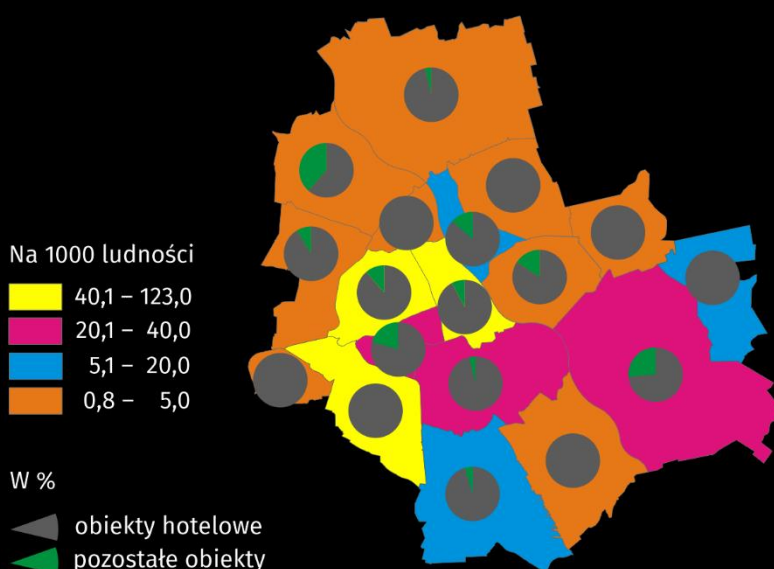 Na 1000 ludności
40,1 – 123,0
20,1 – 40,0
5,1 – 20,0
0,8 – 5,0
W %
obiekty hotelowe
pozostałe obiekty